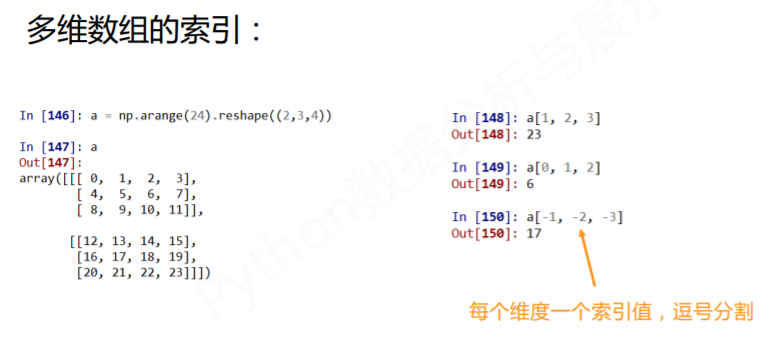 多维数组的索引：
In [146]: a = np.arange(24).reshape((2,3,4))
In [147]: a
Out[147]:
array([[[ 0,  1,  2,  3],
        [ 4,  5,  6,  7],
        [ 8,  9, 10, 11]],
       [[12, 13, 14, 15],
        [16, 17, 18, 19],
        [20, 21, 22, 23]]])
In [148]: a[1, 2, 3]
Out[148]: 23
In [149]: a[0, 1, 2]
Out[149]: 6
In [150]: a[-1, -2, -3]
Out[150]: 17
每个维度一个索引值，逗号分割
Python数据分析与展示